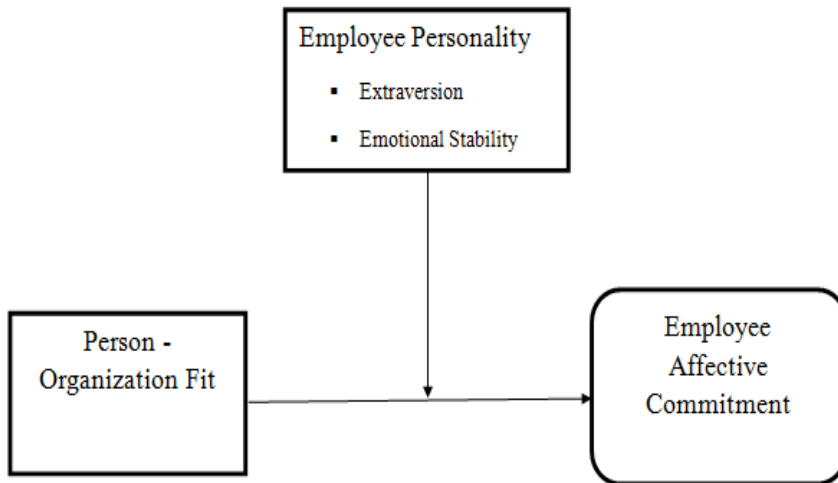 Employee Personality
▪ Extraversion
▪ Emotional Stability
Person -
Organization Fit
Employee
Affective
Commitment